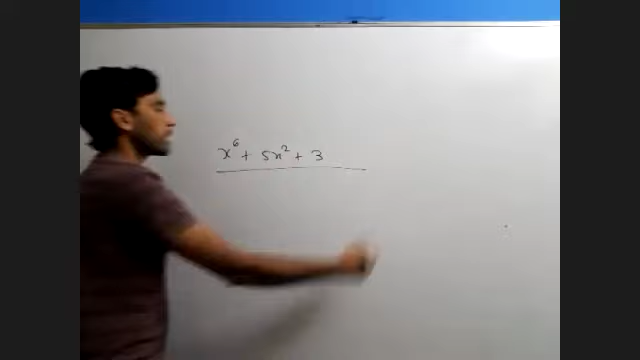 x⁶ + 5x² + 3